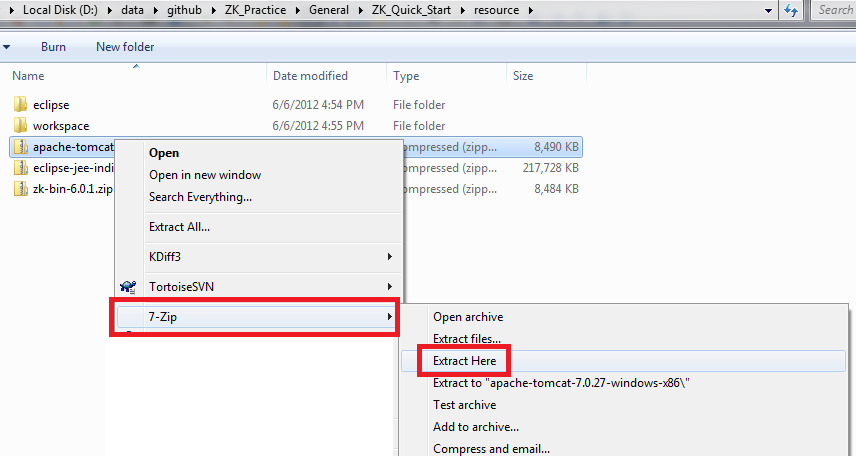 Local Disk (D:) data github ZK_Practice General ZK_Quick_Start resource Search
Burn New folder
Name Date modified Type Size
eclipse 6/6/2012 4:54 PM File folder
workspace 6/6/2012 4:55 PM File folder
apache-tomcat ompressed (zipp... 8,490 KB
eclipse-jee-indi ompressed (zipp... 217,728 KB
zk-bin-6.0.1.zip ompressed (zipp... 8,484 KB
Open
Open in new window
Search Everything...
Extract All...
KDiff3
TortoiseSVN
7-Zip
Open archive
Extract files...
Extract Here
Extract to "apache-tomcat-7.0.27-windows-x86\"
Test archive
Add to archive...
Compress and email...